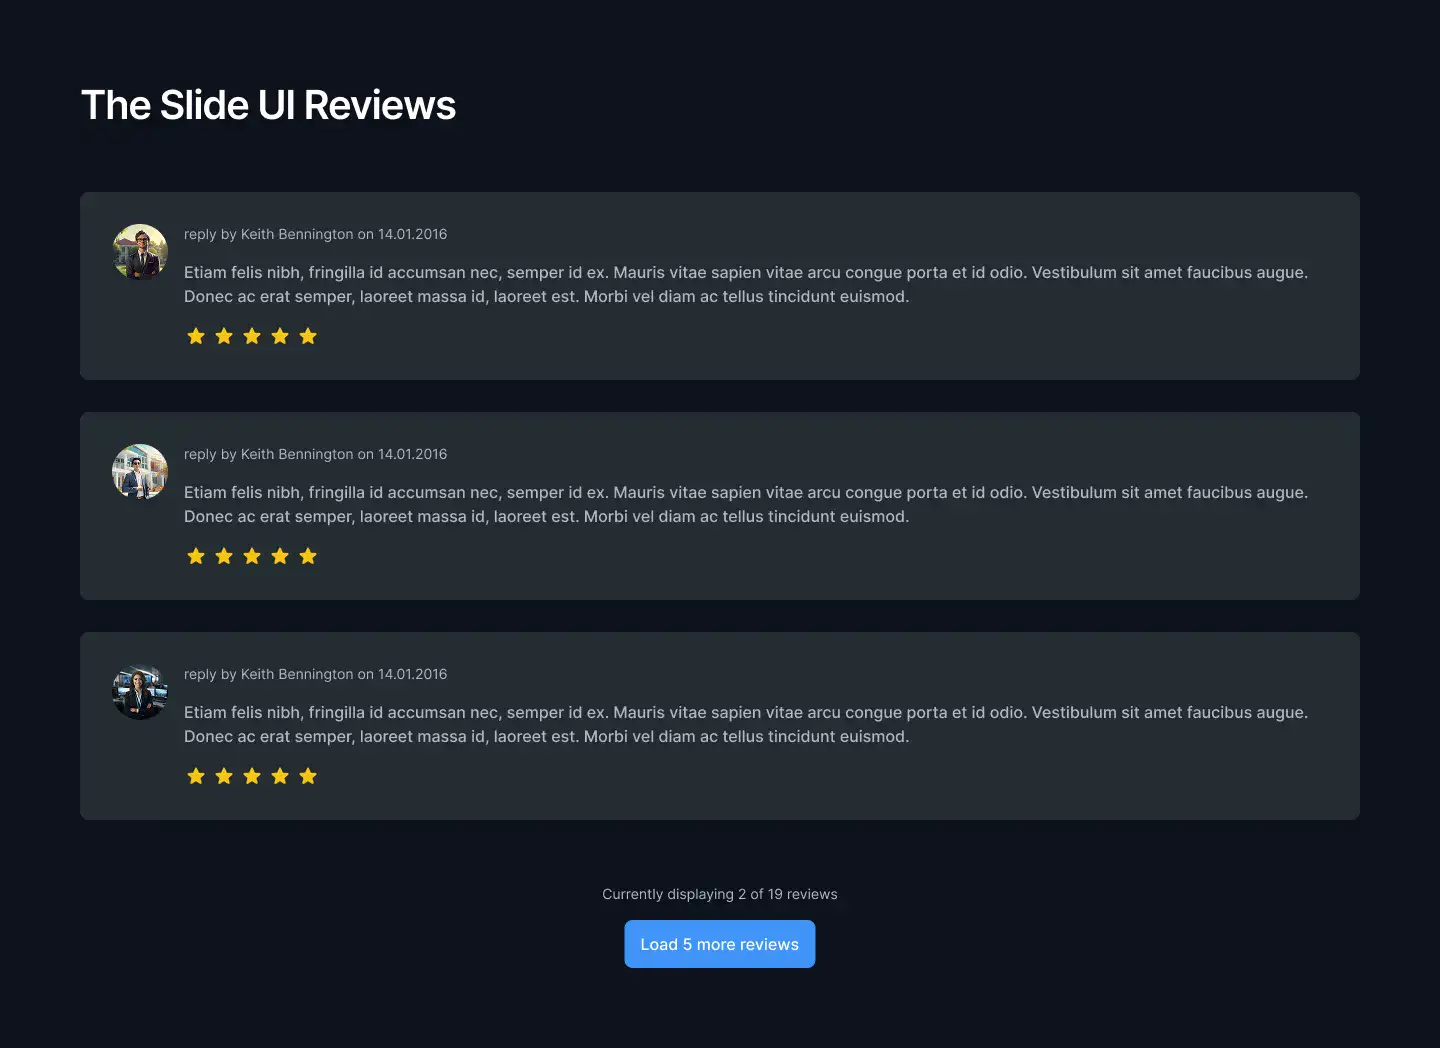 The Slide UI Reviews
reply by Keith Bennington on 14.01.2016
Etiam felis nibh, fringilla id accumsan nec, semper id ex. Mauris vitae sapien vitae arcu congue porta et id odio. Vestibulum sit amet faucibus augue.
Donec ac erat semper, laoreet massa id, laoreet est. Morbi vel diam ac tellus tincidunt euismod.
reply by Keith Bennington on 14.01.2016
Etiam felis nibh, fringilla id accumsan nec, semper id ex. Mauris vitae sapien vitae arcu congue porta et id odio. Vestibulum sit amet faucibus augue.
Donec ac erat semper, laoreet massa id, laoreet est. Morbi vel diam ac tellus tincidunt euismod.
reply by Keith Bennington on 14.01.2016
Etiam felis nibh, fringilla id accumsan nec, semper id ex. Mauris vitae sapien vitae arcu congue porta et id odio. Vestibulum sit amet faucibus augue.
Donec ac erat semper, laoreet massa id, laoreet est. Morbi vel diam ac tellus tincidunt euismod.
Currently displaying 2 of 19 reviews
Load 5 more reviews